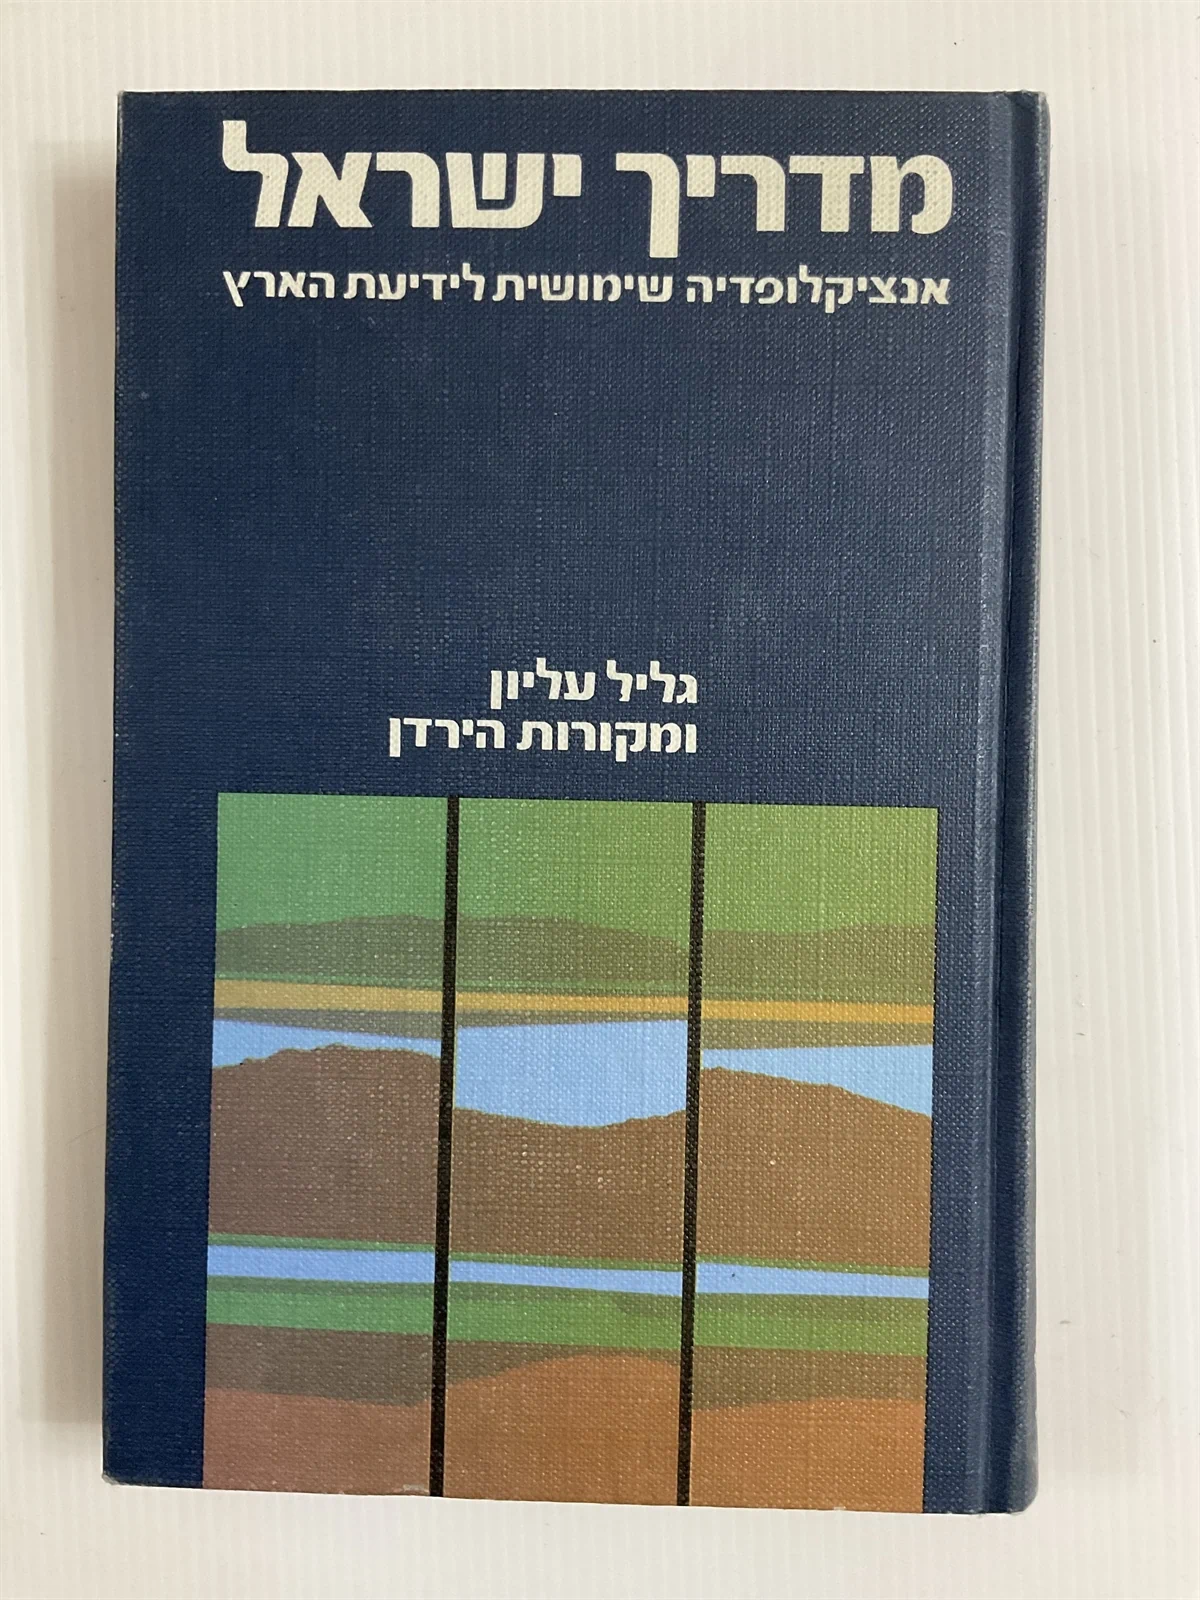 מדריך ישראל
אנציקלופדיה שימושית לידיעת הארץ
גליל עליון
ומקורות הירדן